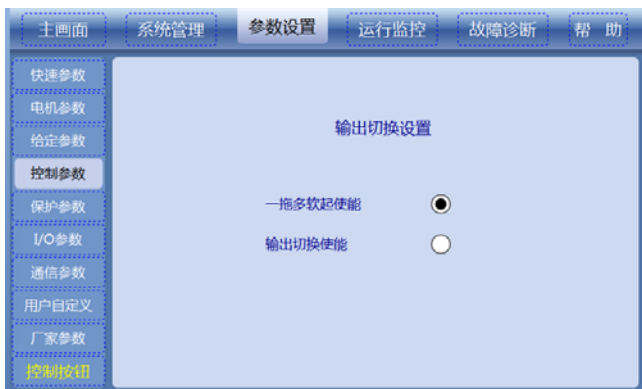 主画面 系统管理 参数设置 运行监控 故障诊断 帮 助
快速参数
电机参数
给定参数
控制参数
保护参数
I/O参数
通信参数
用户自定义
厂家参数
控制按钮
输出切换设置
一拖多软起使能
输出切换使能